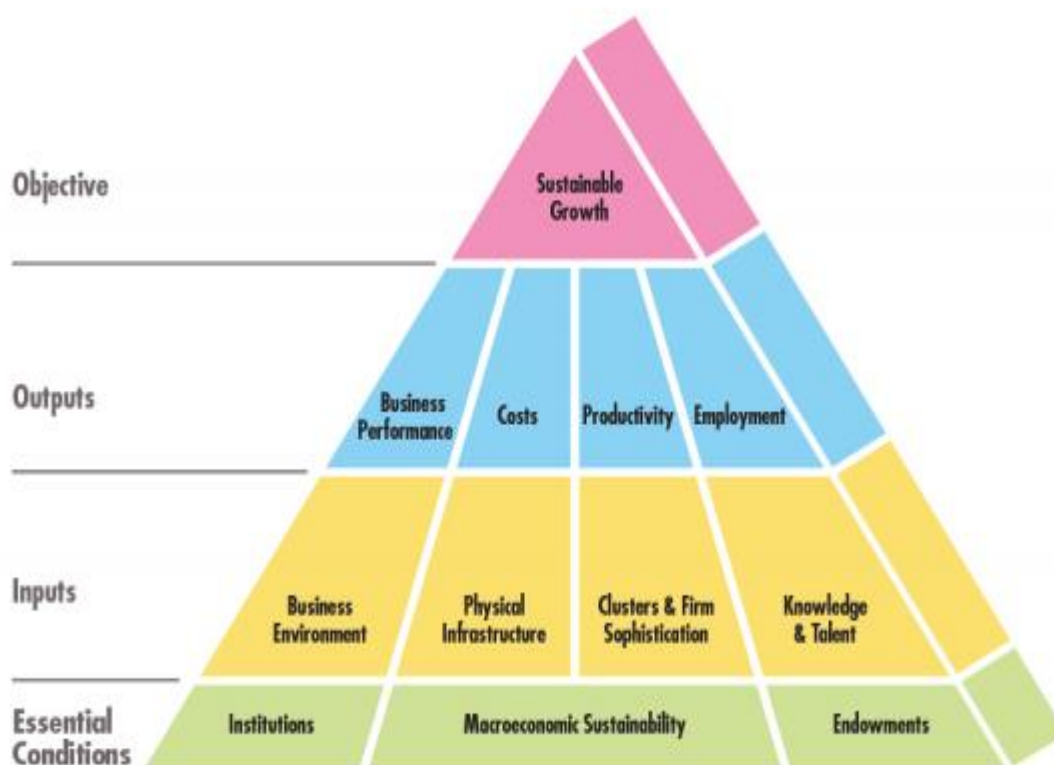 Objective
Sustainable
Growth
Outputs
Business
Performance
Costs
Productivity
Employment
Inputs
Business
Environment
Physical
Infrastructure
Clusters & Firm
Sophistication
Knowledge
& Talent
Essential
Conditions
Institutions
Macroeconomic Sustainability
Endowments